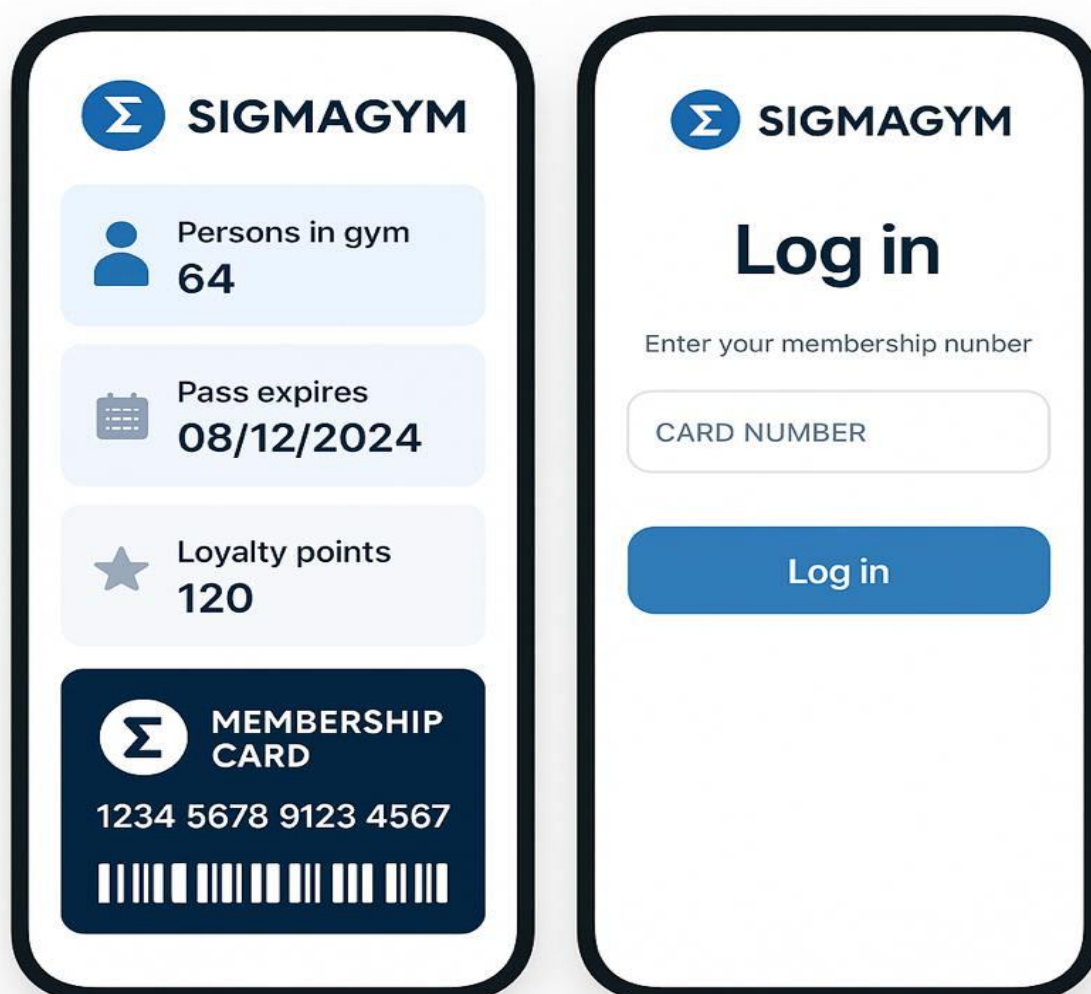 SIGMAGYM
Persons in gym
64
Pass expires
08/12/2024
Loyalty points
120
Σ MEMBERSHIP
CARD
1234 5678 9123 4567
Σ SIGMAGYM
Log in
Enter your membership nunber
CARD NUMBER
Log in